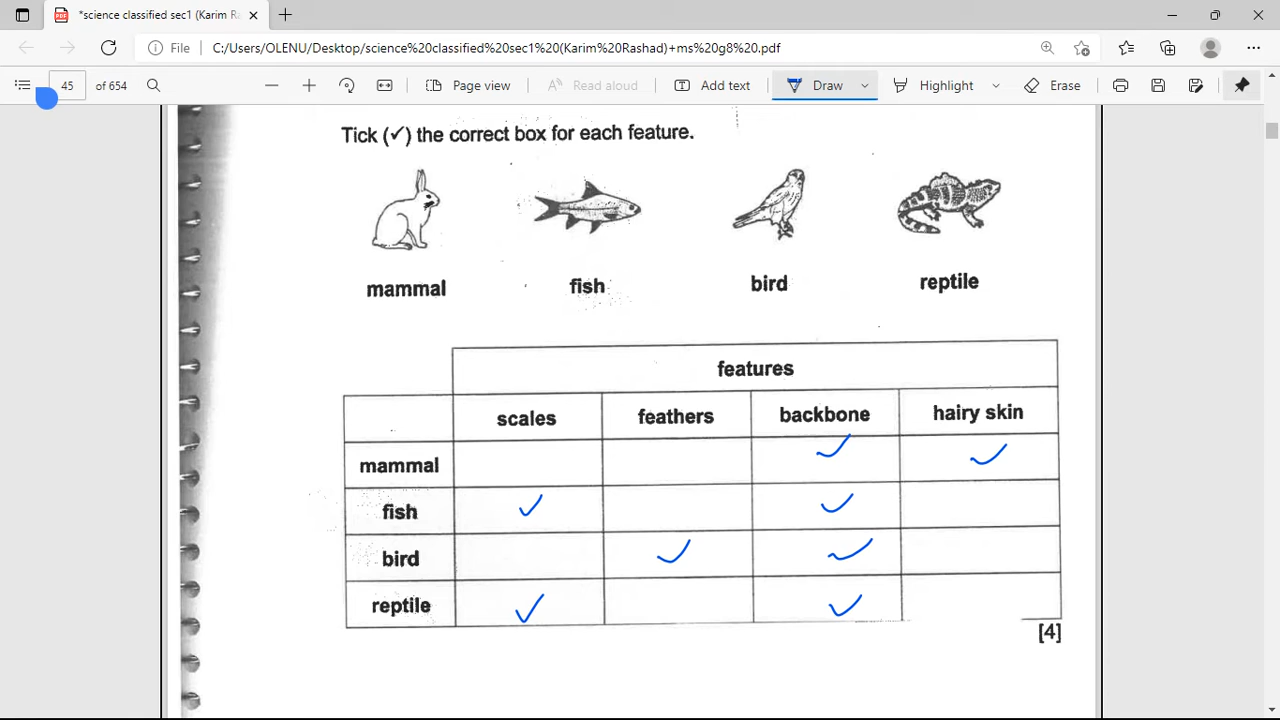 *science classified sec1 (Karim Ra
File C:/Users/OLENU/Desktop/science%20classified%20sec1%20(Karim%20Rashad)+ms%20g8%20.pdf
45 of 654 Page view Read aloud Add text Draw Highlight Erase
Tick (✓) the correct box for each feature.
mammal fish bird reptile
features
scales feathers backbone hairy skin
mammal ✓ ✓
fish ✓ ✓
bird ✓ ✓
reptile ✓ ✓
[4]